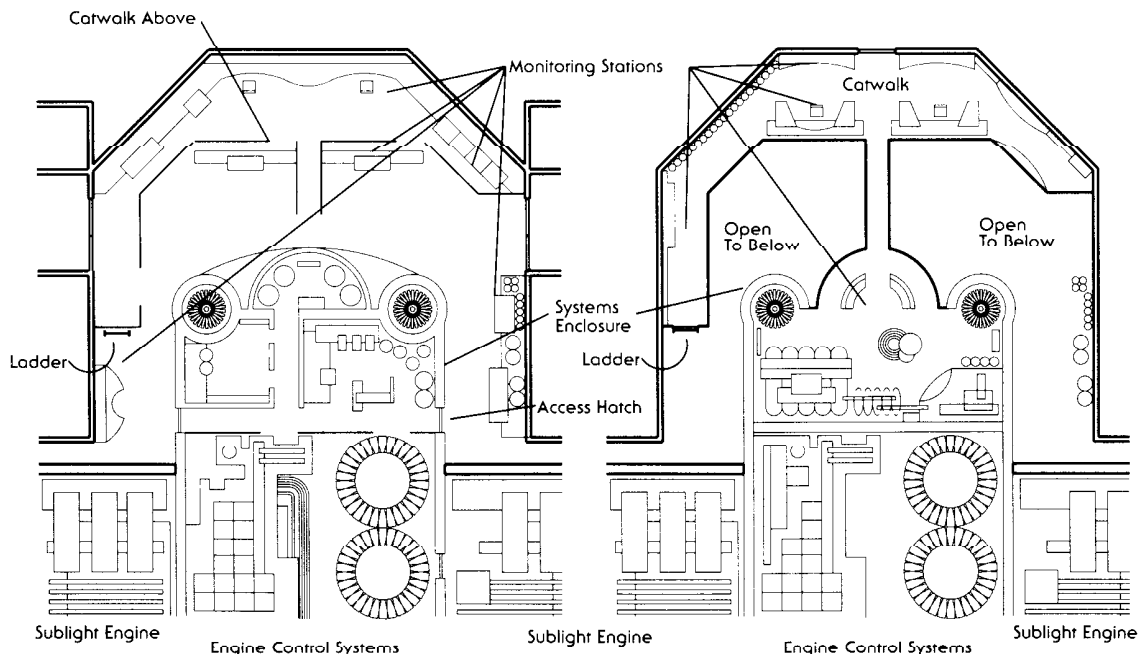 Catwalk Above
Monitoring Stations
Catwalk
Open
To Below
Open
To Below
Systems
Enclosure
Ladder
Ladder
Access Hatch
Sublight Engine
Engine Control Systems
Sublight Engine
Engine Control Systems
Sublight Engine